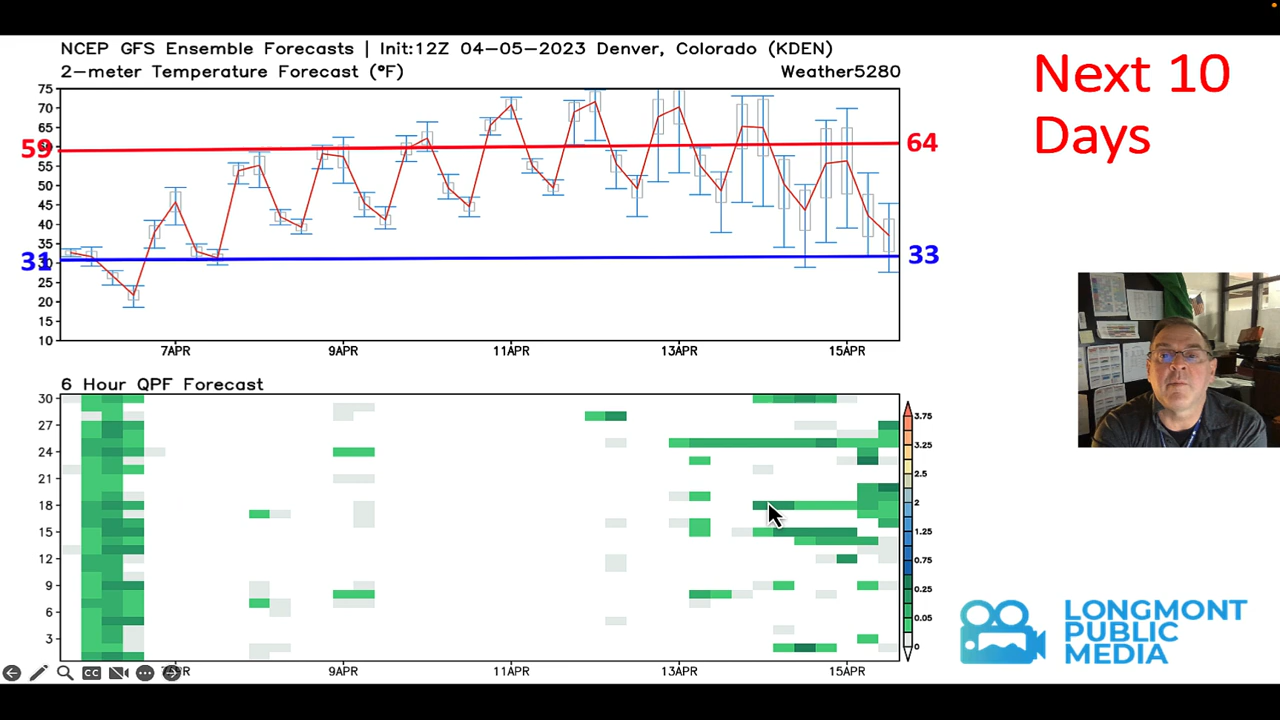 NCEP GFS Ensemble Forecasts | Init:12Z 04-05-2023 Denver, Colorado (KDEN)
2-meter Temperature Forecast (°F)
Weather5280
Next 10
Days
75
70
65
60
55
50
45
40
35
30
25
20
15
10
59
64
31
33
7APR
9APR
11APR
13APR
15APR
6 Hour QPF Forecast
30
27
24
21
18
15
12
9
6
3
3.75
3.25
2.5
2
1.25
0.75
0.25
0.05
0
7APR
9APR
11APR
13APR
15APR
CC
LONGMONT
PUBLIC
MEDIA